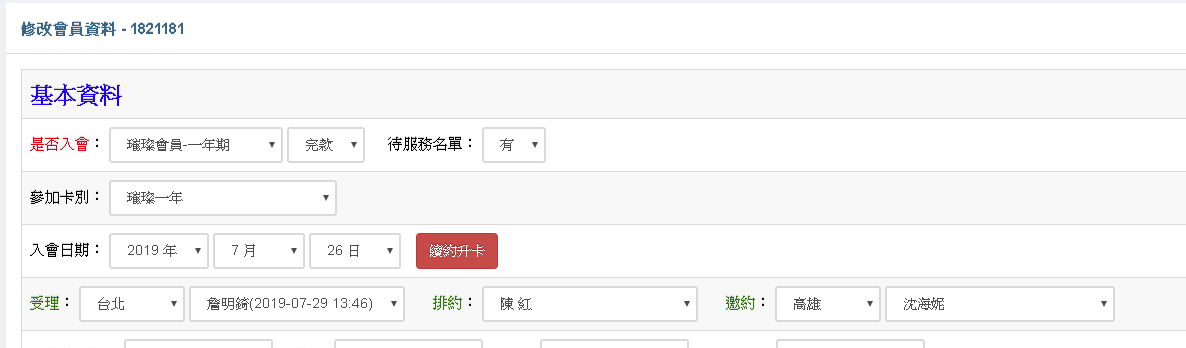 修改會員資料 - 1821181
基本資料
是否入會： 璀璨會員-一年期 完款 待服務名單： 有
參加卡別： 璀璨一年
入會日期： 2019 年 7 月 26 日 續約升卡
受理： 台北 詹明錡(2019-07-29 13:46) 排約： 陳 紅 邀約： 高雄 沈海妮